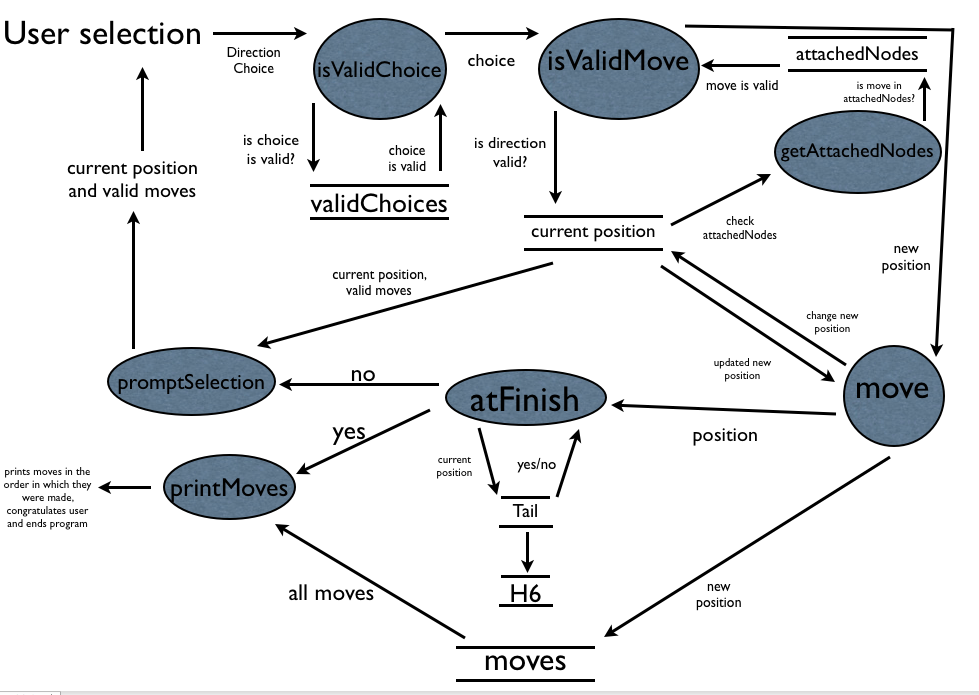 User selection
Direction
Choice
isValidChoice
choice
isValidMove
attachedNodes
move is valid
is move in
attachedNodes?
getAttachedNodes
is choice
is valid?
choice
is valid
validChoices
is direction
valid?
current position
and valid moves
current position
check
attachedNodes
new
position
current position,
valid moves
change new
position
updated new
position
promptSelection
no
atFinish
move
yes
position
current
position
yes/no
prints moves in the
order in which they
were made,
congratulates user
and ends program
printMoves
Tail
H6
all moves
new
position
moves